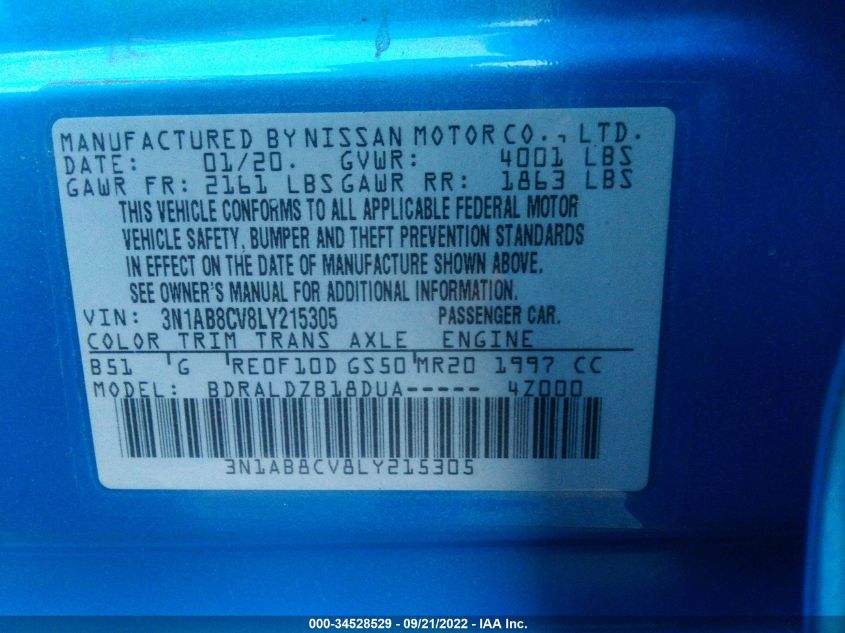 MANUFACTURED BY NISSAN MOTOR CO., LTD.
DATE: 01/20. GVWR: 4001 LBS
GAWR FR: 2161 LBS GAWR RR: 1863 LBS
THIS VEHICLE CONFORMS TO ALL APPLICABLE FEDERAL MOTOR
VEHICLE SAFETY, BUMPER AND THEFT PREVENTION STANDARDS
IN EFFECT ON THE DATE OF MANUFACTURE SHOWN ABOVE.
SEE OWNER'S MANUAL FOR ADDITIONAL INFORMATION.
VIN: 3N1AB8CV8LY215305 PASSENGER CAR.
COLOR TRIM TRANS AXLE ENGINE
B51 G RE0F10D GS50 MR20 1997 CC
MODEL: BDRALDZB18DUA----- 4Z000
3N1AB8CV8LY215305
000-34528529 - 09/21/2022 - IAA Inc.